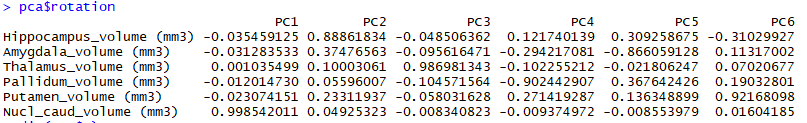 > pca$rotation
PC1 PC2 PC3 PC4 PC5 PC6
Hippocampus_volume (mm3) -0.035459125 0.88861834 -0.048506362 0.121740139 0.309258675 -0.31029927
Amygdala_volume (mm3) -0.031283533 0.37476563 -0.095616471 -0.294217081 -0.866059128 0.11317002
Thalamus_volume (mm3) 0.001035499 0.10003061 0.986981343 -0.102255212 -0.021806247 0.07020677
Pallidum_volume (mm3) -0.012014730 0.05596007 -0.104571564 -0.902442907 0.367642426 0.19032801
Putamen_volume (mm3) -0.023074151 0.23311937 -0.058031628 0.271419287 0.136348899 0.92168098
Nucl_caud_volume (mm3) 0.998542011 0.04925323 -0.008340823 -0.009374972 -0.008553979 0.01604185